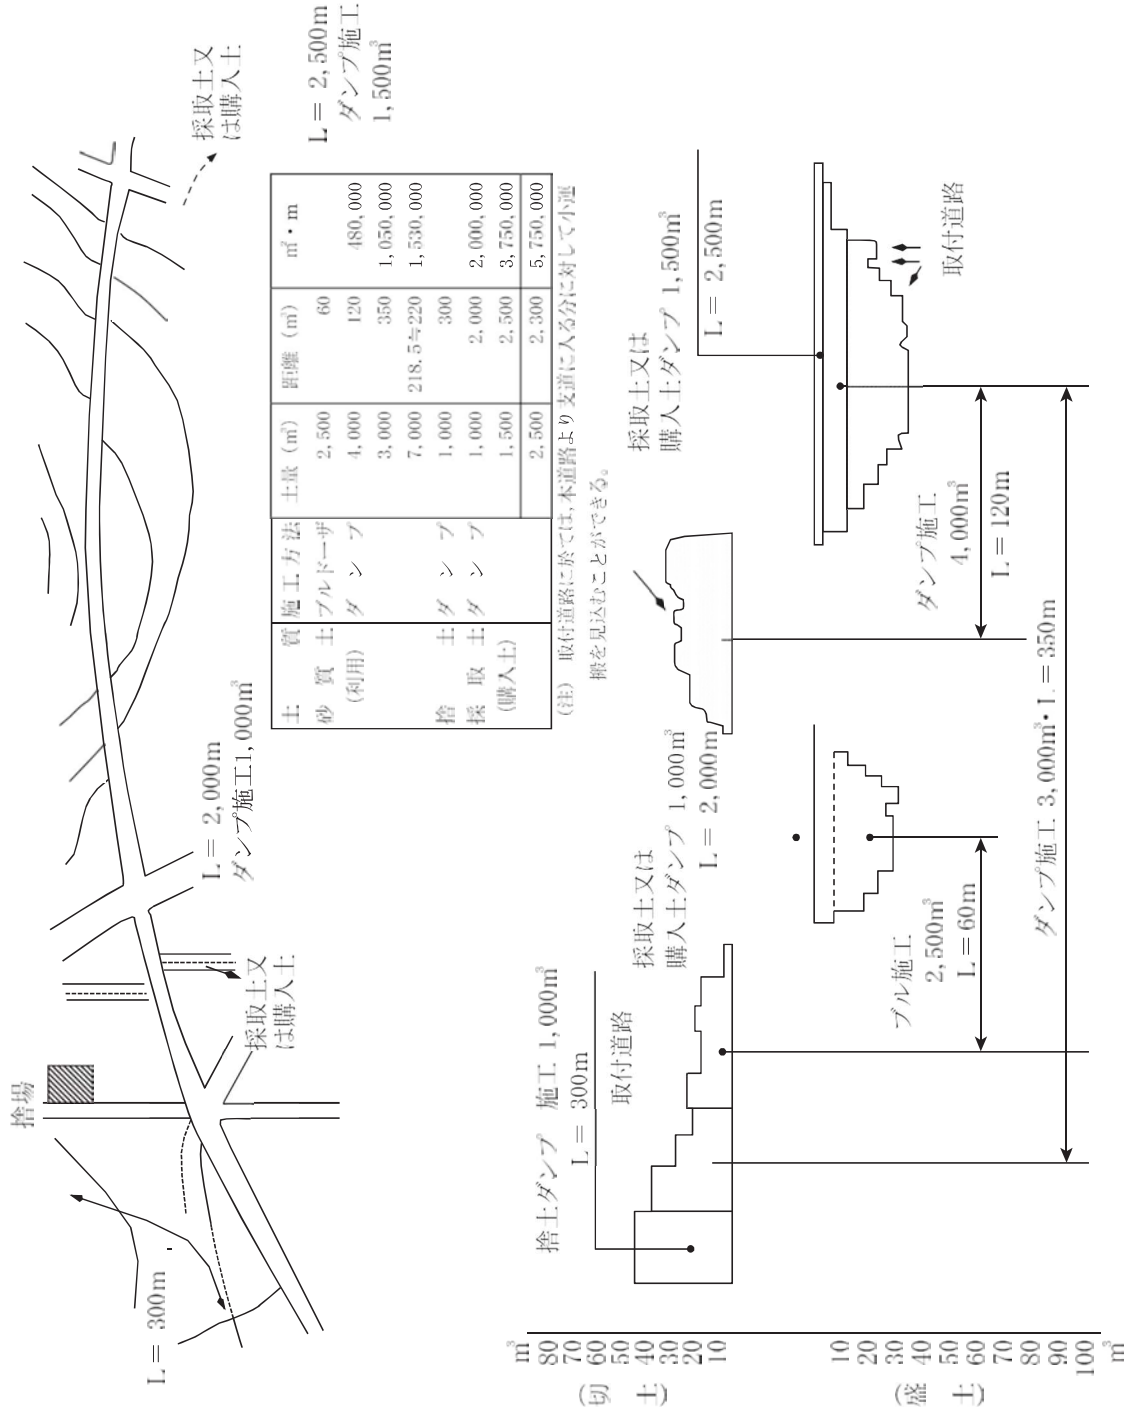 捨場
L = 300m
採取土又
は購入土
L = 2,000m
ダンプ施工1,000m³
採取土又
は購入土
L = 2,500m
ダンプ施工
1,500m³
土質 施工方法 土量(m³) 距離(m³) m³・m
砂質土 ブルドーザ 2,500 60
(利用) ダンプ 4,000 120 480,000
3,000 350 1,050,000
7,000 218.5≒220 1,530,000
捨土 ダンプ 1,000 300
採取土 ダンプ 1,000 2,000 2,000,000
(購入土) 1,500 2,500 3,750,000
2,500 2,300 5,750,000
(注) 取付道路に於ては,本道路より支道に入る分に対して小運
搬を見込むことができる。
捨土ダンプ 施工 1,000m³
L = 300m
取付道路
採取土又は
購入土ダンプ 1,000m³
L = 2,000m
採取土又は
購入土ダンプ 1,500m³
L = 2,500m
取付道路
ブル施工
2,500m³
L = 60m
ダンプ施工
4,000m³
L = 120m
ダンプ施工 3,000m³・L = 350m
m³
80
70
60
50
40
30
20
10
(切土)
10
20
30
40
50
60
70
80
90
100
m³
(盛土)